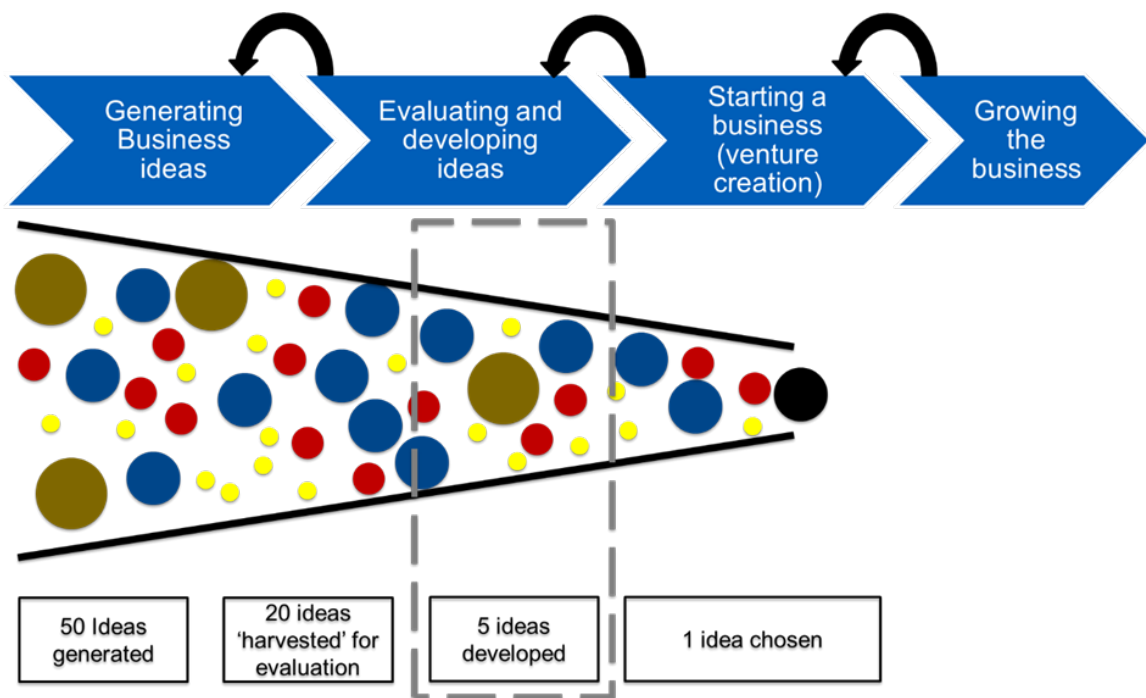 Generating
Business
ideas
Evaluating and
developing
ideas
Starting a
business
(venture
creation)
Growing
the
business
50 Ideas
generated
20 ideas
‘harvested’ for
evaluation
5 ideas
developed
1 idea chosen